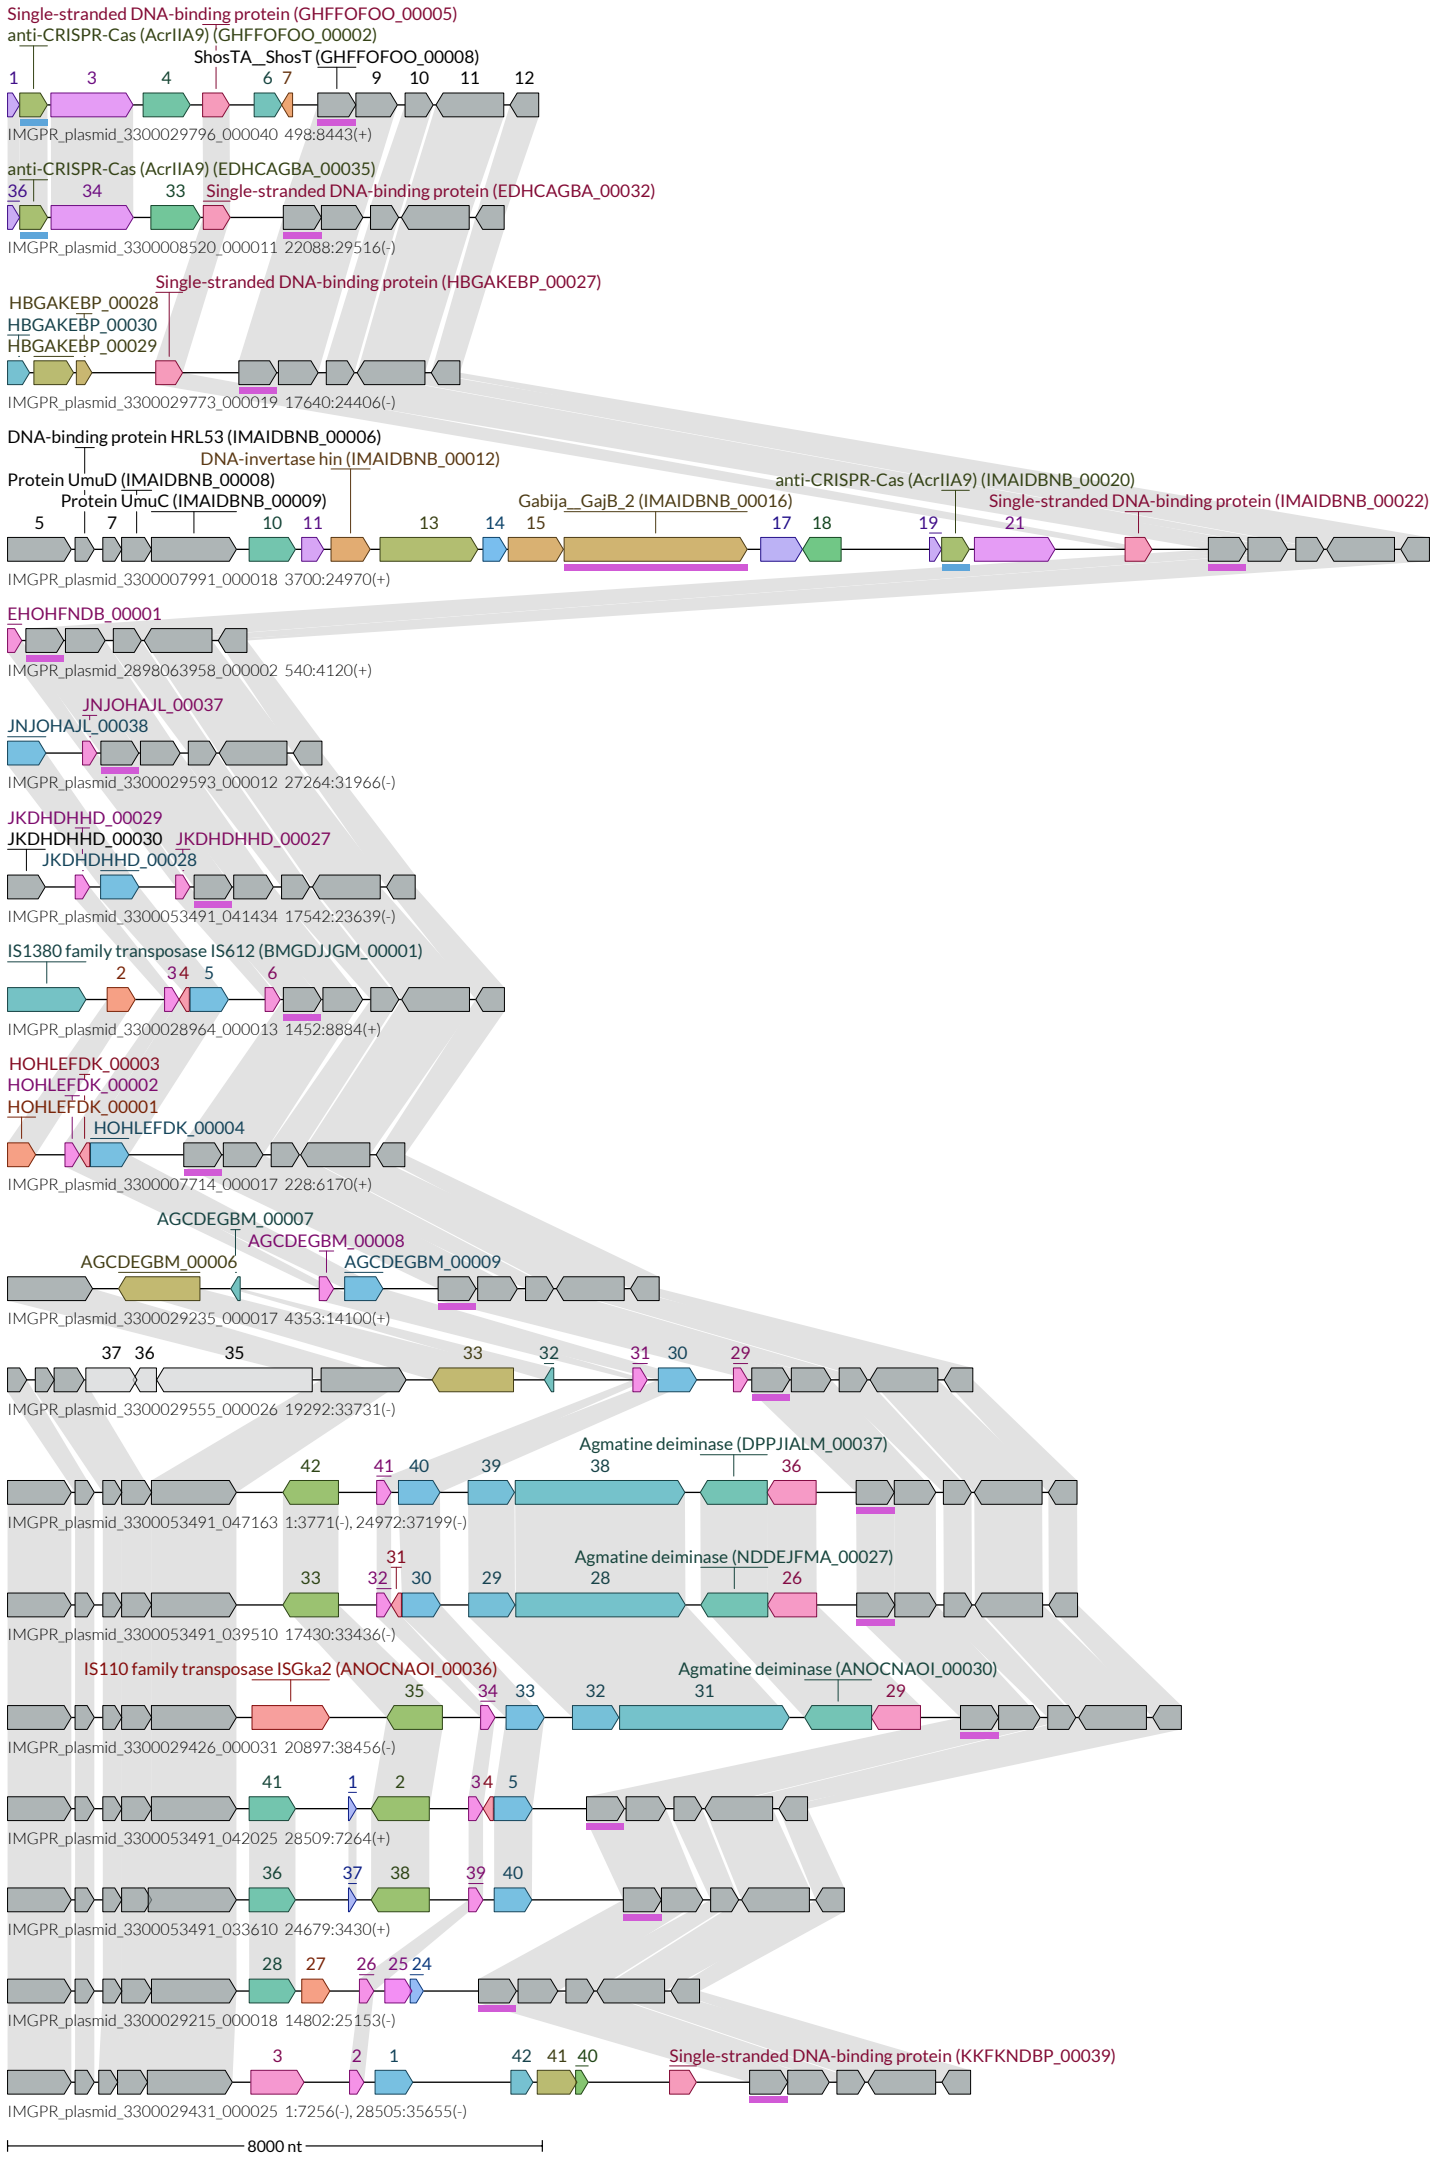 Single-stranded DNA-binding protein (GHFFOFOO_00005)
anti-CRISPR-Cas (AcrIIA9) (GHFFOFOO_00002)
ShosTA__ShosT (GHFFOFOO_00008)
1 3 4 6 7 9 10 11 12
IMGPR_plasmid_3300029796_000040 498:8443(+)
anti-CRISPR-Cas (AcrIIA9) (EDHCAGBA_00035)
36 34 33 Single-stranded DNA-binding protein (EDHCAGBA_00032)
IMGPR_plasmid_3300008520_000011 22088:29516(-)
Single-stranded DNA-binding protein (HBGAKEBP_00027)
HBGAKEBP_00028
HBGAKEBP_00030
HBGAKEBP_00029
IMGPR_plasmid_3300029773_000019 17640:24406(-)
DNA-binding protein HRL53 (IMAIDBNB_00006)
DNA-invertase hin (IMAIDBNB_00012)
Protein UmuD (IMAIDBNB_00008) anti-CRISPR-Cas (AcrIIA9) (IMAIDBNB_00020)
Protein UmuC (IMAIDBNB_00009) Gabija__GajB_2 (IMAIDBNB_00016) Single-stranded DNA-binding protein (IMAIDBNB_00022)
5 7 10 11 13 14 15 17 18 19 21
IMGPR_plasmid_3300007991_000018 3700:24970(+)
EHOHFNDB_00001
IMGPR_plasmid_2898063958_000002 540:4120(+)
JNJOHAJL_00037
JNJOHAJL_00038
IMGPR_plasmid_3300029593_000012 27264:31966(-)
JKDHDHHD_00029
JKDHDHHD_00030 JKDHDHHD_00027
JKDHDHHD_00028
IMGPR_plasmid_3300053491_041434 17542:23639(-)
IS1380 family transposase IS612 (BMGDJJGM_00001)
2 3 4 5 6
IMGPR_plasmid_3300028964_000013 1452:8884(+)
HOHLEFDK_00003
HOHLEFDK_00002
HOHLEFDK_00001
HOHLEFDK_00004
IMGPR_plasmid_3300007714_000017 228:6170(+)
AGCDEGBM_00007
AGCDEGBM_00008
AGCDEGBM_00006 AGCDEGBM_00009
IMGPR_plasmid_3300029235_000017 4353:14100(+)
37 36 35 33 32 31 30 29
IMGPR_plasmid_3300029555_000026 19292:33731(-)
Agmatine deiminase (DPPJIALM_00037)
42 41 40 39 38 36
IMGPR_plasmid_3300053491_047163 1:3771(-), 24972:37199(-)
31 Agmatine deiminase (NDDEJFMA_00027)
33 32 30 29 28 26
IMGPR_plasmid_3300053491_039510 17430:33436(-)
IS110 family transposase ISGka2 (ANOCNAOI_00036) Agmatine deiminase (ANOCNAOI_00030)
35 34 33 32 31 29
IMGPR_plasmid_3300029426_000031 20897:38456(-)
41 1 2 3 4 5
IMGPR_plasmid_3300053491_042025 28509:7264(+)
36 37 38 39 40
IMGPR_plasmid_3300053491_033610 24679:3430(+)
28 27 26 25 24
IMGPR_plasmid_3300029215_000018 14802:25153(-)
3 2 1 42 41 40 Single-stranded DNA-binding protein (KKFKNDBP_00039)
IMGPR_plasmid_3300029431_000025 1:7256(-), 28505:35655(-)
8000 nt